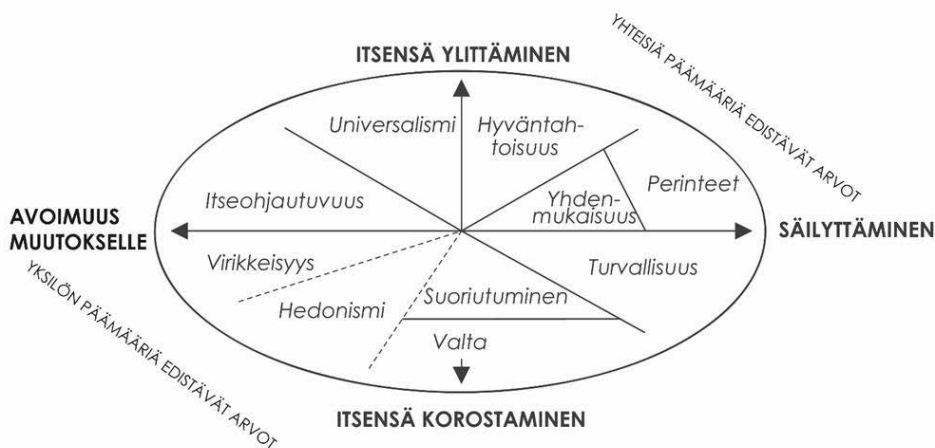 ITSENSÄ YLITTÄMINEN
YHTEISIÄ PÄÄMÄÄRIÄ EDISTÄVÄT ARVOT
Universalismi
Hyväntah-
toisuus
Perinteet
Itseohjautuvuus
Yhden-
mukaisuus
AVOIMUUS
MUUTOKSELLE
SÄILYTTÄMINEN
Virikkeisyys
Turvallisuus
Hedonismi
Suoriutuminen
Valta
YKSILÖN PÄÄMÄÄRIÄ EDISTÄVÄT ARVOT
ITSENSÄ KOROSTAMINEN